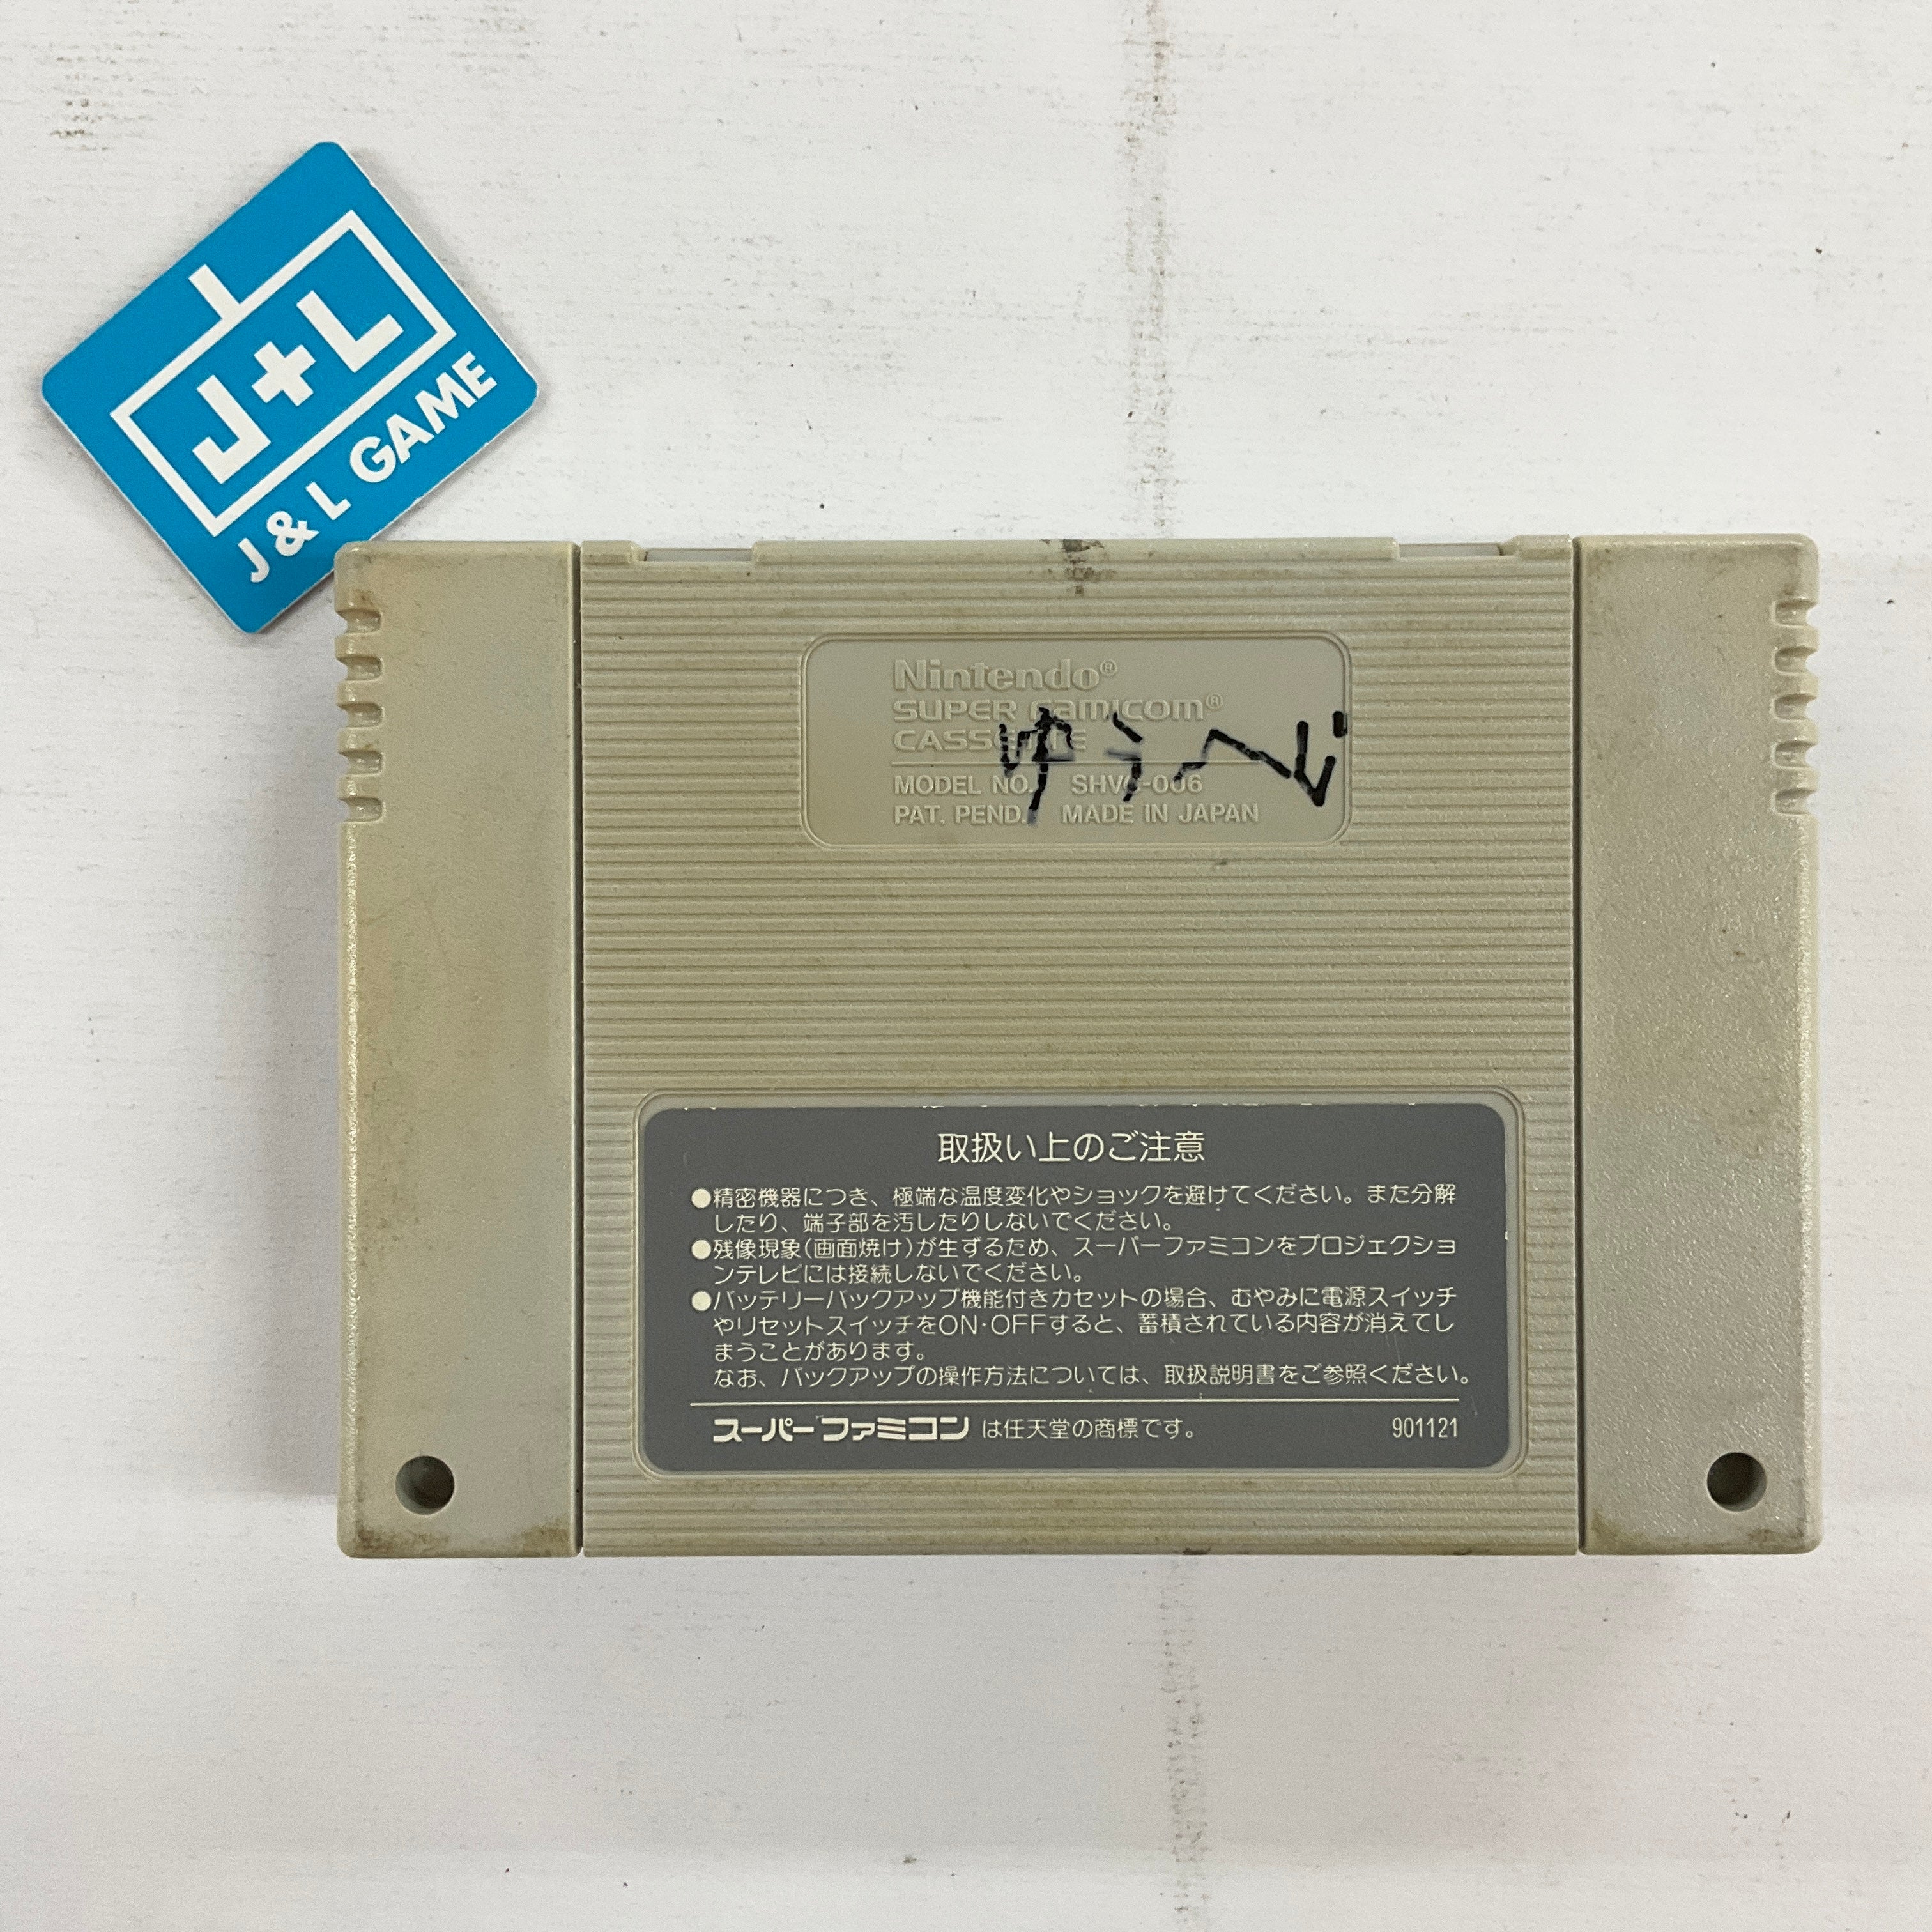 J+L
J & L GAME
Nintendo®
SUPER Famicom®
CASSETTE
MODEL NO. SHVC-006
PAT. PEND. MADE IN JAPAN
取扱い上のご注意
●精密機器につき、極端な温度変化やショックを避けてください。また分解
したり、端子部を汚したりしないでください。
●残像現象(画面焼け)が生ずるため、スーパーファミコンをプロジェクショ
ンテレビには接続しないでください。
●バッテリーバックアップ機能付きカセットの場合、むやみに電源スイッチ
やリセットスイッチをON・OFFすると、蓄積されている内容が消えてし
まうことがあります。
なお、バックアップの操作方法については、取扱説明書をご参照ください。
スーパーファミコン は任天堂の商標です。 901121